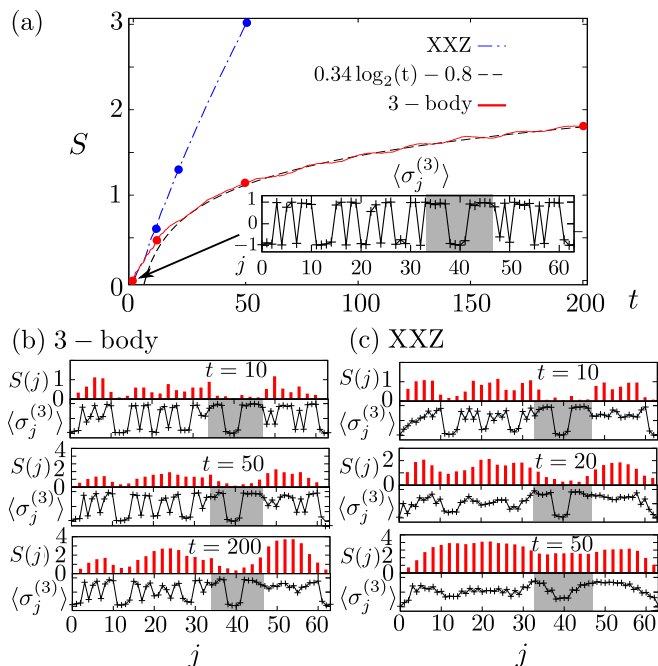 (a)
3
2
1
0
S
XXZ
0.34 log₂(t) − 0.8
3 − body
⟨σⱼ⁽³⁾⟩
1
0
−1
j
0 10 20 30 40 50 60
0 50 100 150 200 t
(b) 3 − body
S(j) 1
0
t = 10
⟨σⱼ⁽³⁾⟩
4
S(j) 2
0
t = 50
⟨σⱼ⁽³⁾⟩
4
S(j) 2
0
t = 200
⟨σⱼ⁽³⁾⟩
0 10 20 30 40 50 60
j
(c) XXZ
S(j) 1
0
t = 10
⟨σⱼ⁽³⁾⟩
S(j) 2
1
0
t = 20
⟨σⱼ⁽³⁾⟩
4
S(j) 2
0
t = 50
⟨σⱼ⁽³⁾⟩
0 10 20 30 40 50 60
j